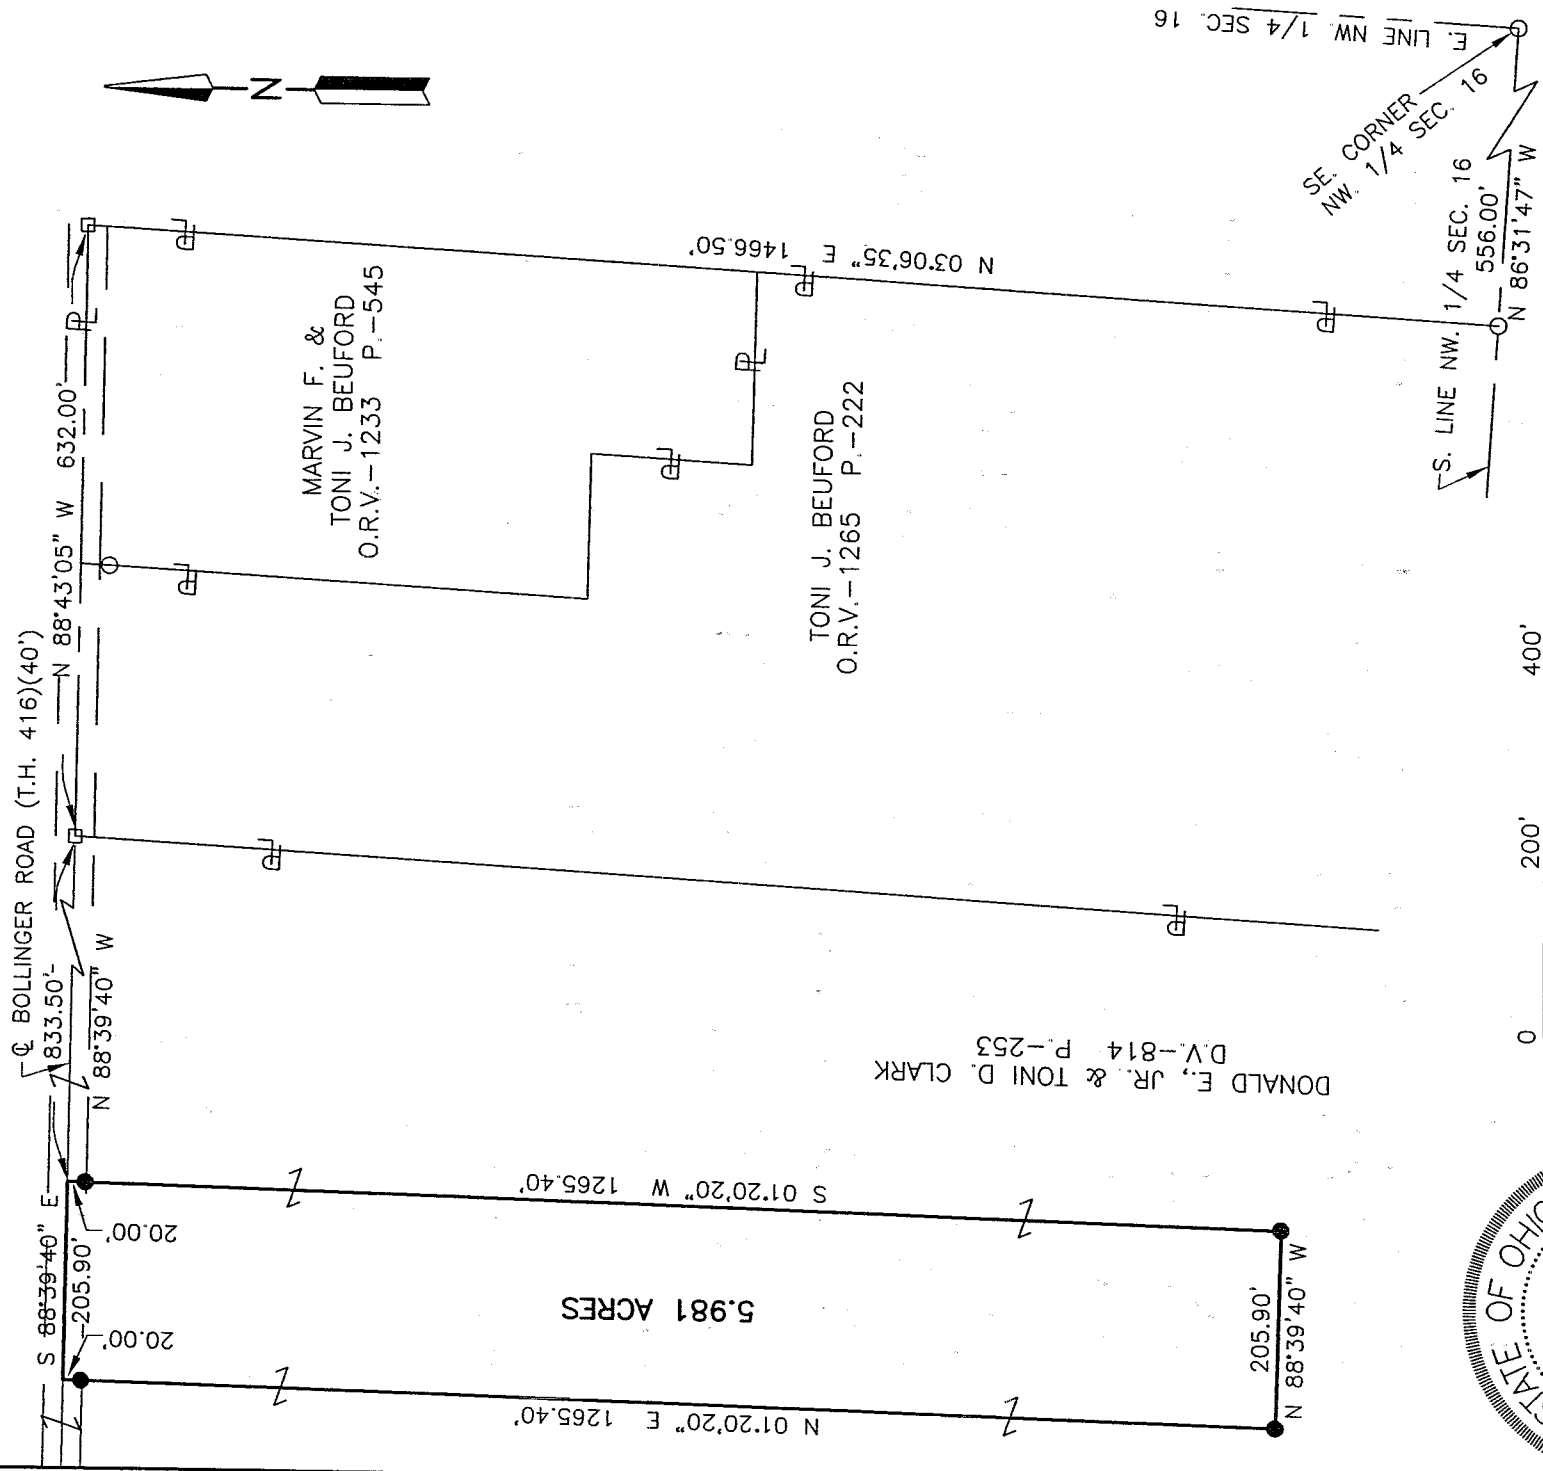 ℄ BOLLINGER ROAD (T.H. 416)(40')
N 88°43'05" W 632.00'
833.50'
N 88°39'40" W
S 88°39'40" E
205.90'
20.00'
20.00'
N
E. LINE NW 1/4 SEC. 16
SE. CORNER
NW. 1/4 SEC. 16
S. LINE NW. 1/4 SEC. 16
556.00'
N 86°31'47" W
N 03°06'35" E 1466.50'
MARVIN F. &
TONI J. BEUFORD
O.R.V.-1233 P.-545
TONI J. BEUFORD
O.R.V.-1265 P.-222
DONALD E., JR. & TONI D. CLARK
D.V.-814 P.-253
S 01°20'20" W 1265.40'
5.981 ACRES
N 01°20'20" E 1265.40'
205.90'
N 88°39'40" W
0 200' 400'
STATE OF OHIO